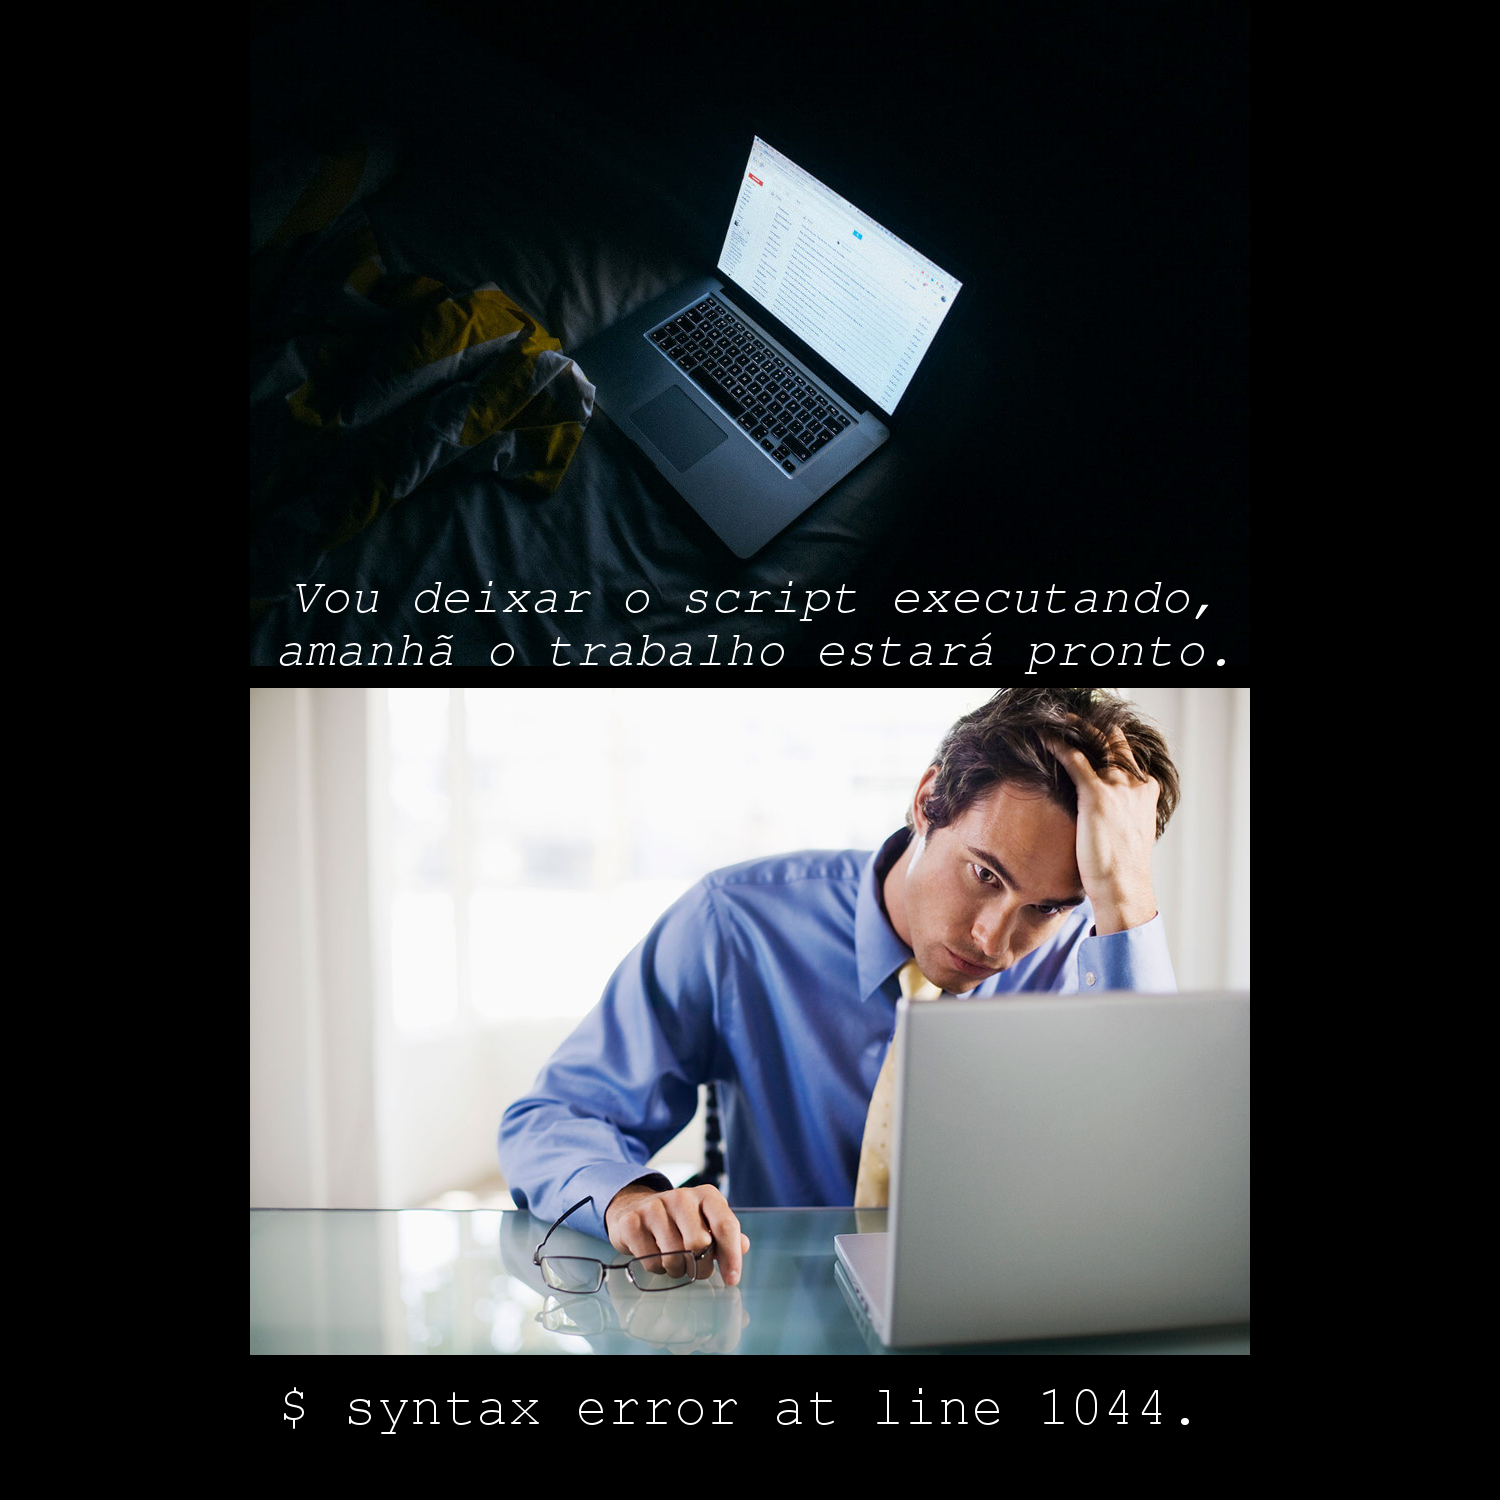 Vou deixar o script executando,
amanhã o trabalho estará pronto.
$ syntax error at line 1044.